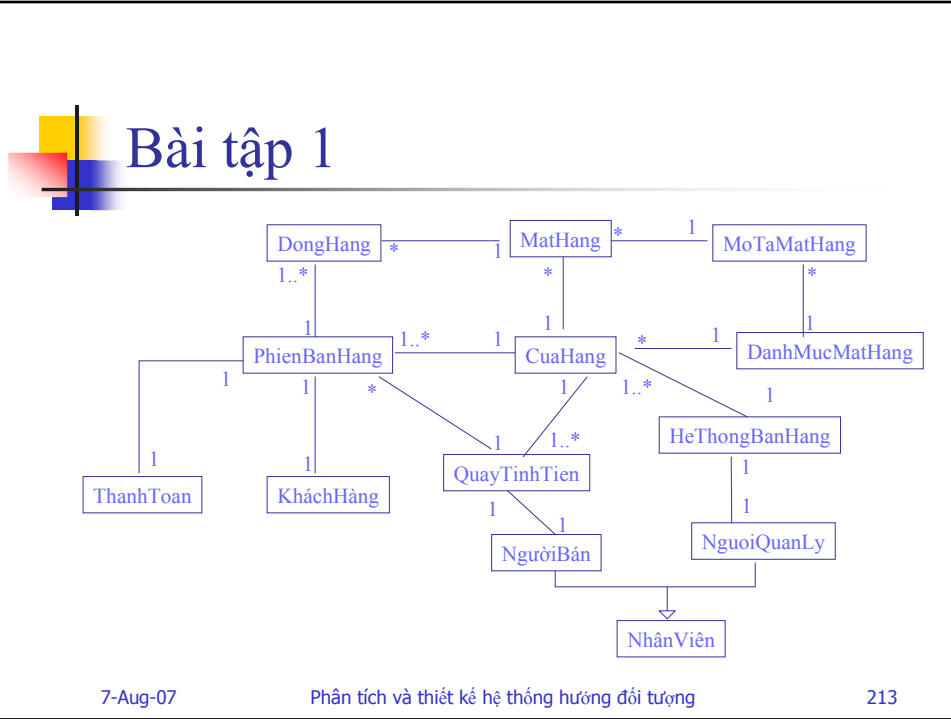 Bài tập 1
DongHang * 1 MatHang * 1 MoTaMatHang
1..* * *
1 1 1
PhienBanHang 1..* 1 CuaHang * 1 DanhMucMatHang
1 1 * 1 1..* 1
HeThongBanHang
1 1 1 1..* 1
ThanhToan KháchHàng QuayTinhTien
1 1 1
NguoiQuanLy
NgườiBán
NhânViên
7-Aug-07 Phân tích và thiết kế hệ thống hướng đối tượng 213